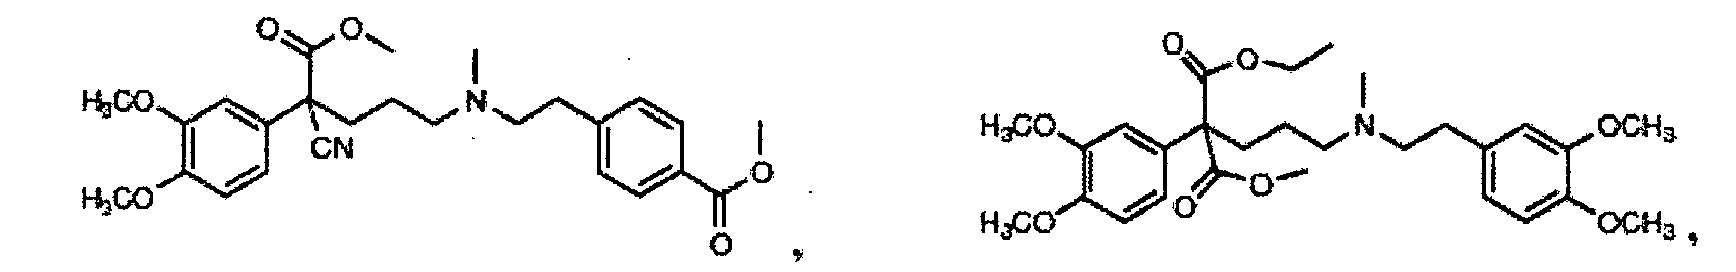 O O
H₃CO N
CN
O
H₃CO
O ,
O O
H₃CO N OCH₃
O
O
H₃CO OCH₃ ,